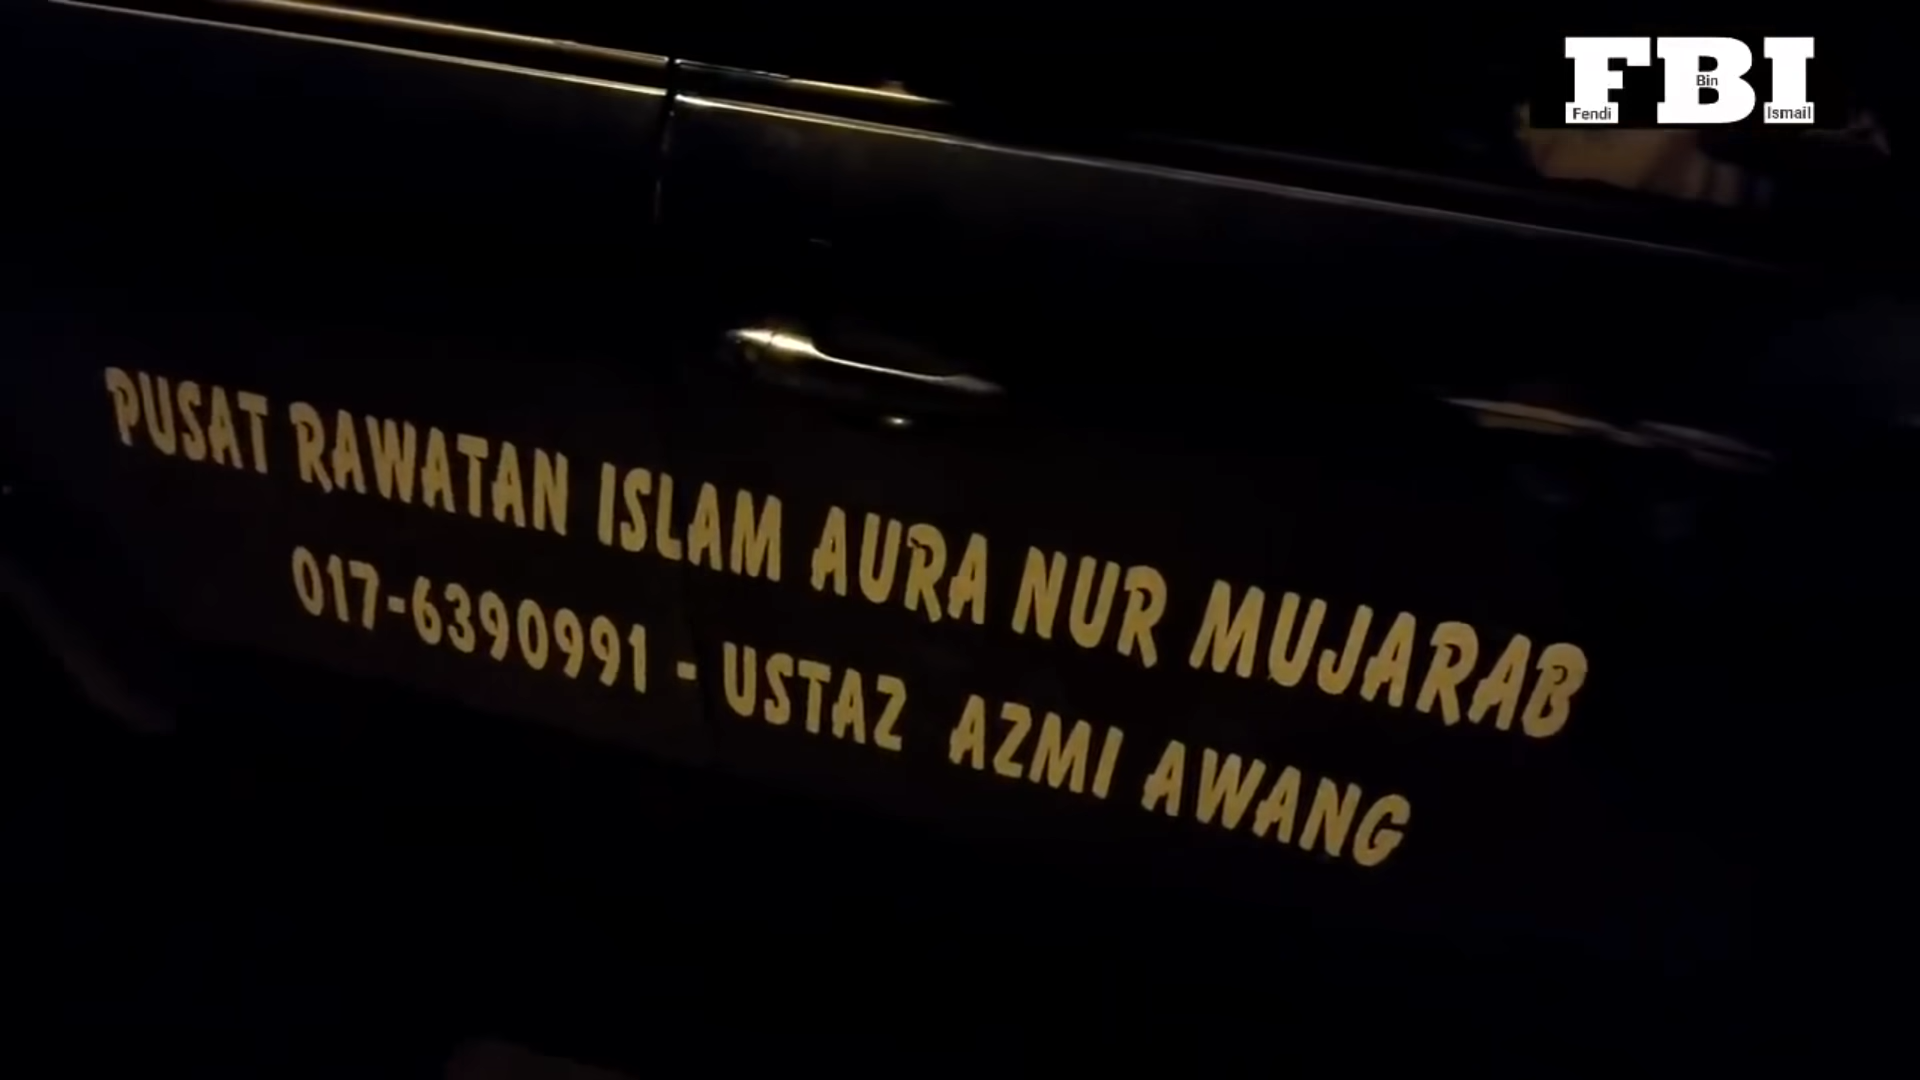 FBI
Fendi Bin Ismail
PUSAT RAWATAN ISLAM AURA NUR MUJARAB
017-6390991 - USTAZ AZMI AWANG